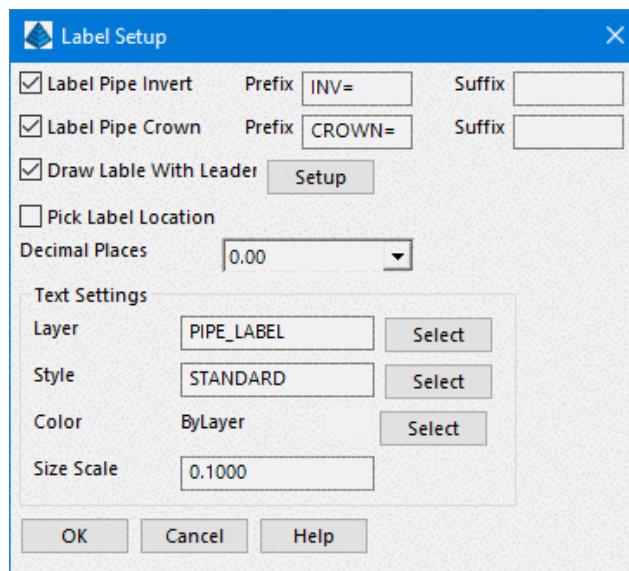 Label Setup
Label Pipe Invert Prefix INV= Suffix
Label Pipe Crown Prefix CROWN= Suffix
Draw Lable With Leader Setup
Pick Label Location
Decimal Places 0.00
Text Settings
Layer PIPE_LABEL Select
Style STANDARD Select
Color ByLayer Select
Size Scale 0.1000
OK Cancel Help